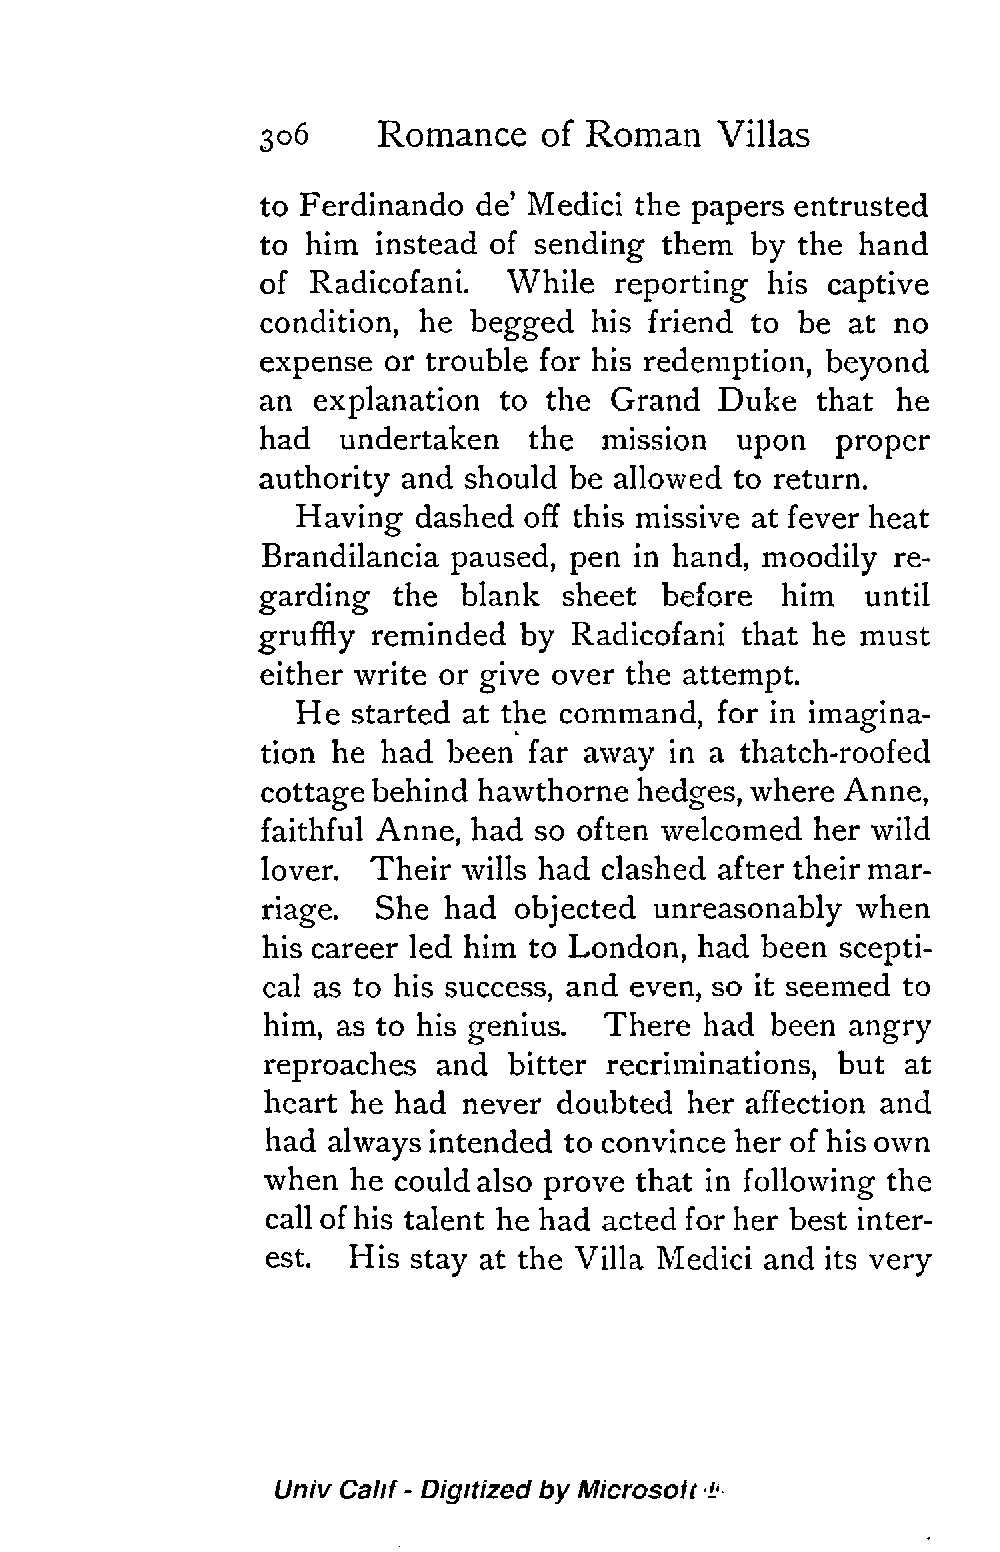 306 Romance of Roman Villas
to Ferdinando de' Medici the papers entrusted
to him instead of sending them by the hand
of Radicofani. While reporting his captive
condition, he begged his friend to be at no
expense or trouble for his redemption, beyond
an explanation to the Grand Duke that he
had undertaken the mission upon proper
authority and should be allowed to return.
Having dashed off this missive at fever heat
Brandilancia paused, pen in hand, moodily re-
garding the blank sheet before him until
gruffly reminded by Radicofani that he must
either write or give over the attempt.
He started at the command, for in imagina-
tion he had been far away in a thatch-roofed
cottage behind hawthorne hedges, where Anne,
faithful Anne, had so often welcomed her wild
lover. Their wills had clashed after their mar-
riage. She had objected unreasonably when
his career led him to London, had been scepti-
cal as to his success, and even, so it seemed to
him, as to his genius. There had been angry
reproaches and bitter recriminations, but at
heart he had never doubted her affection and
had always intended to convince her of his own
when he could also prove that in following the
call of his talent he had acted for her best inter-
est. His stay at the Villa Medici and its very
Univ Calif - Digitized by Microsoft ®